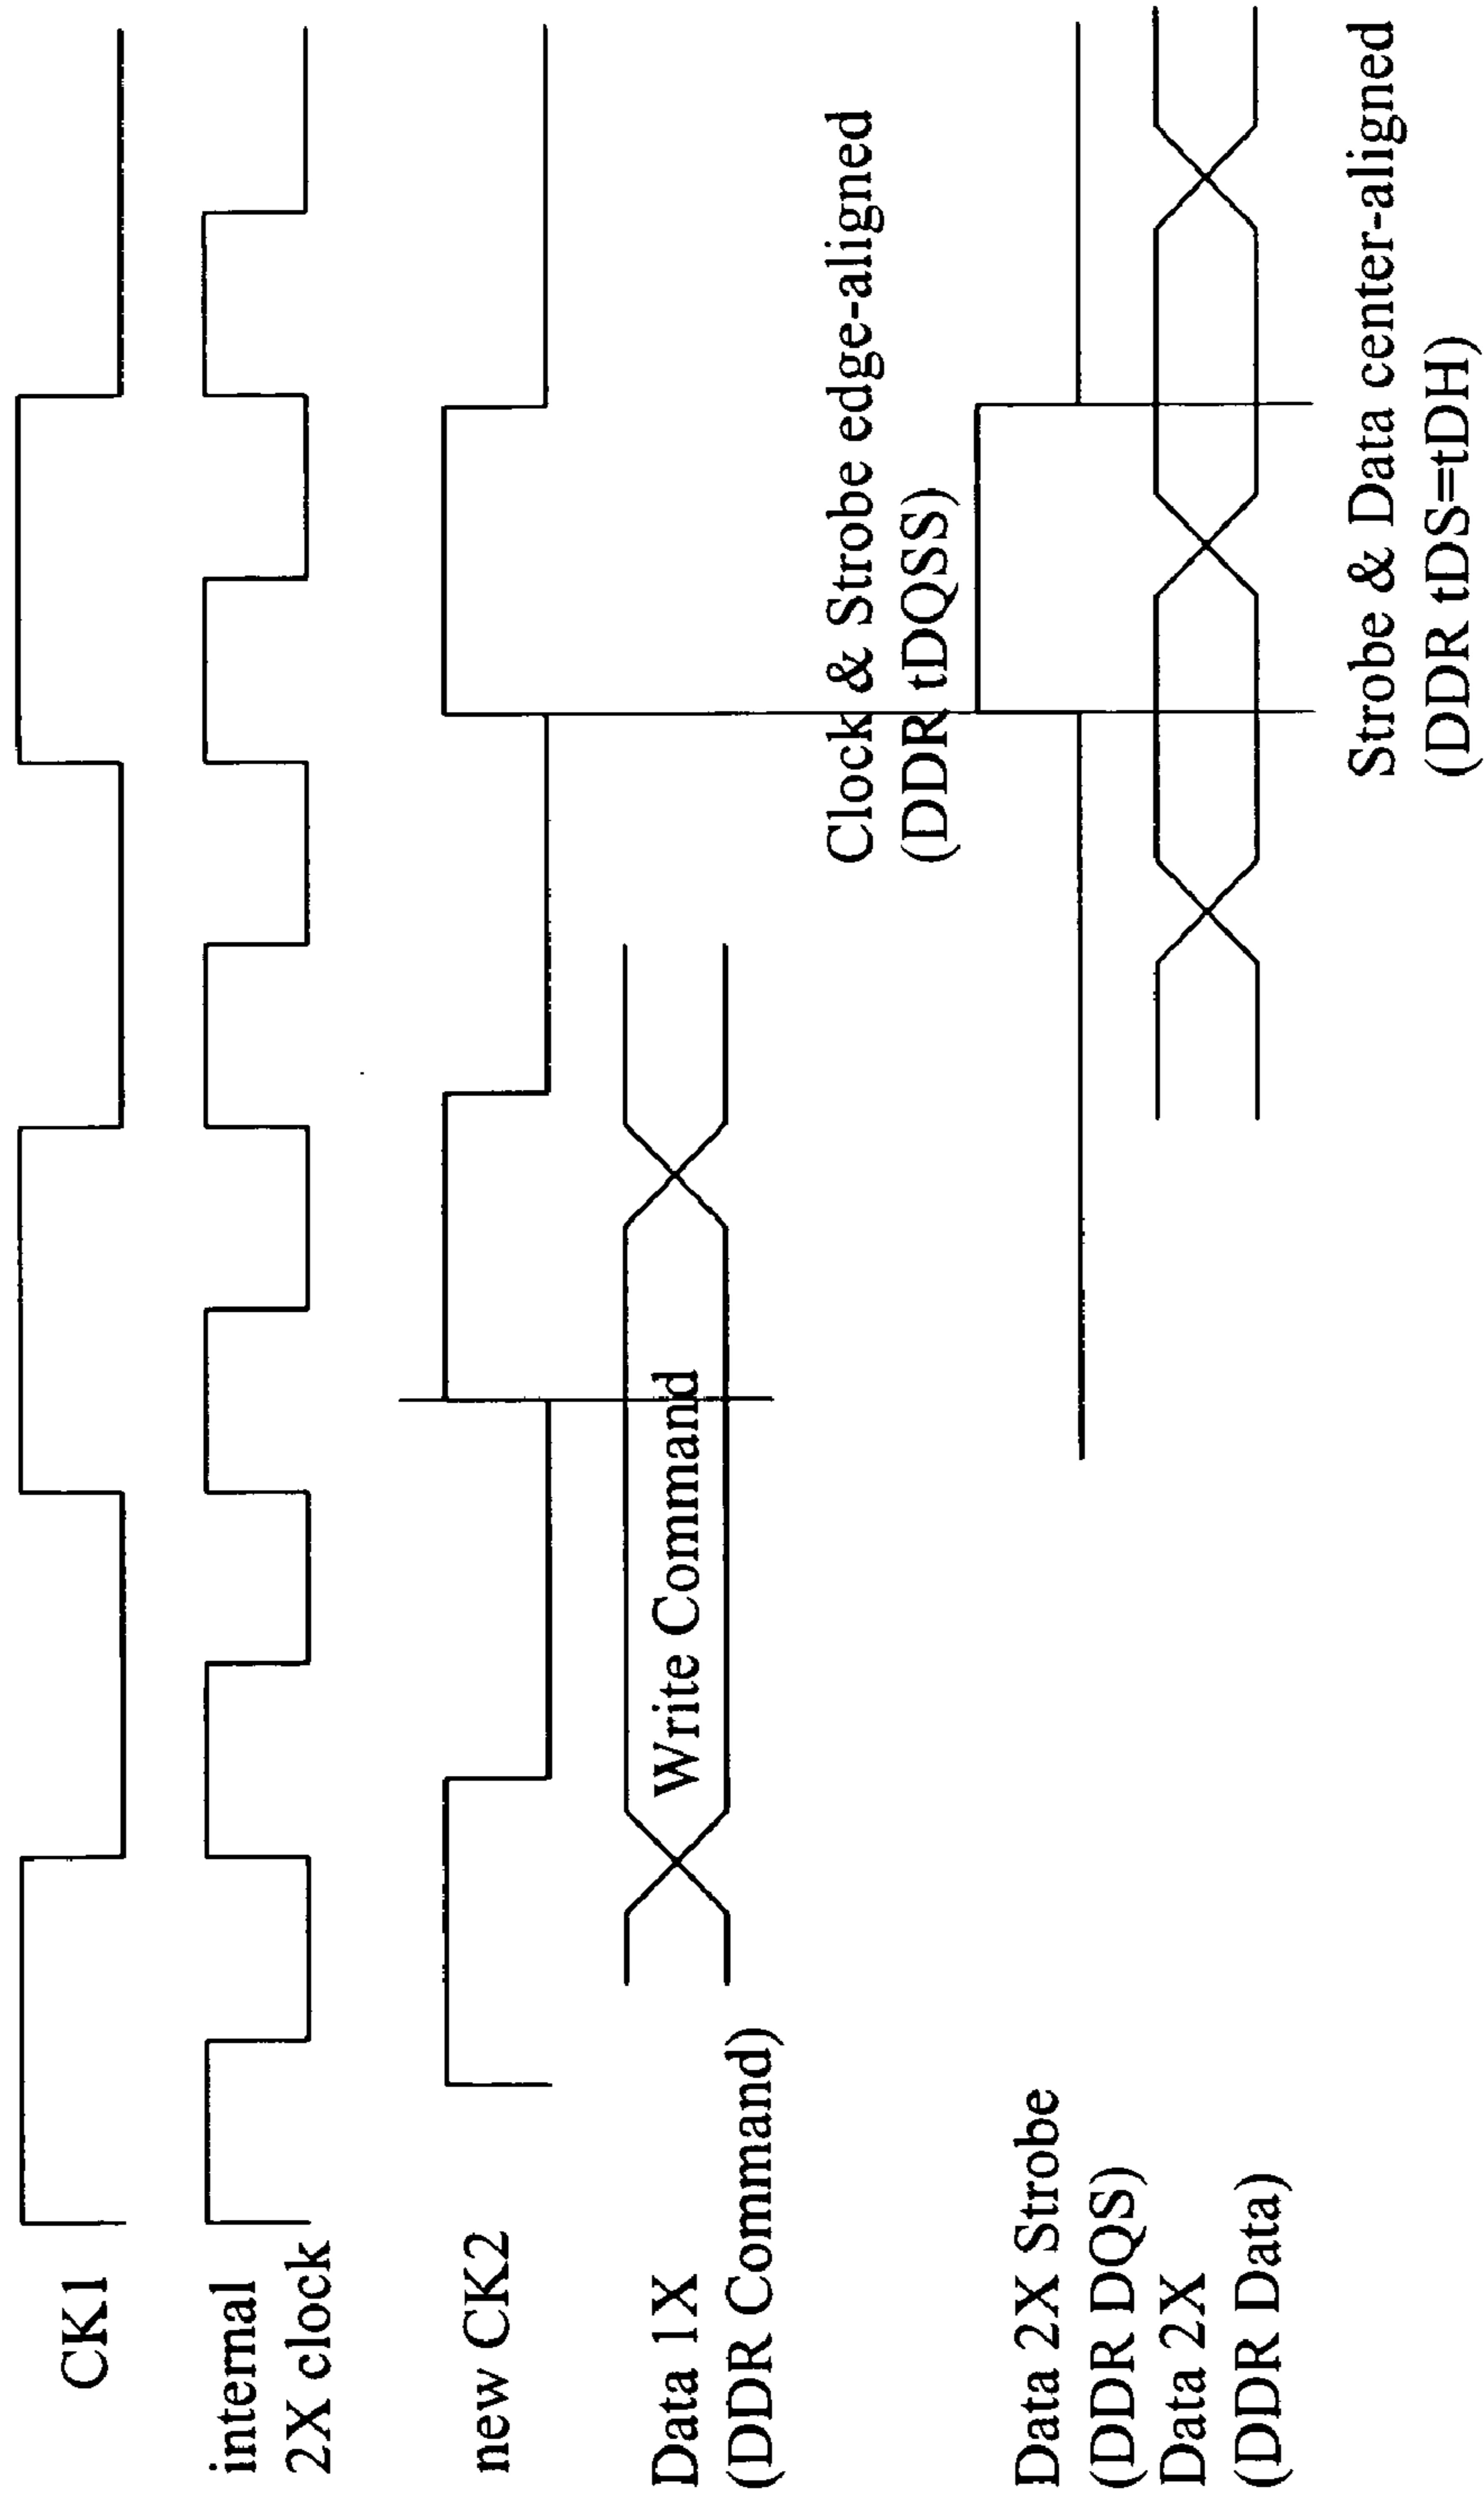 CK1
internal
2X clock
new CK2
Data 1X
(DDR Command)
Write Command
Clock & Strobe edge-aligned
(DDR tDQSS)
Data 2X Strobe
(DDR DQS)
Data 2X
(DDR Data)
Strobe & Data center-aligned
(DDR tDS=tDH)